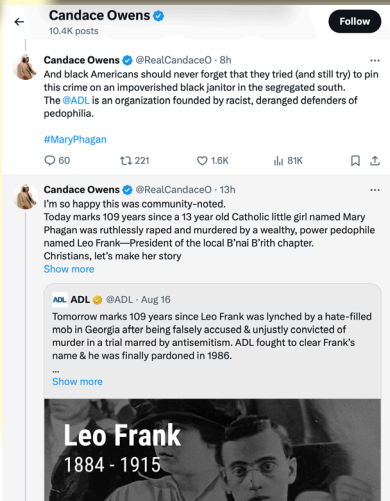 Candace Owens
10.4K posts
Follow
Candace Owens @RealCandaceO · 8h
And black Americans should never forget that they tried (and still try) to pin
this crime on an impoverished black janitor in the segregated south.
The @ADL is an organization founded by racist, deranged defenders of
pedophilia.
#MaryPhagan
60 221 1.6K 81K
Candace Owens @RealCandaceO · 13h
I'm so happy this was community-noted.
Today marks 109 years since a 13 year old Catholic little girl named Mary
Phagan was ruthlessly raped and murdered by a wealthy, power pedophile
named Leo Frank—President of the local B'nai B'rith chapter.
Christians, let's make her story
Show more
ADL ADL @ADL · Aug 16
Tomorrow marks 109 years since Leo Frank was lynched by a hate-filled
mob in Georgia after being falsely accused & unjustly convicted of
murder in a trial marred by antisemitism. ADL fought to clear Frank's
name & he was finally pardoned in 1986.
...
Show more
Leo Frank
1884 - 1915